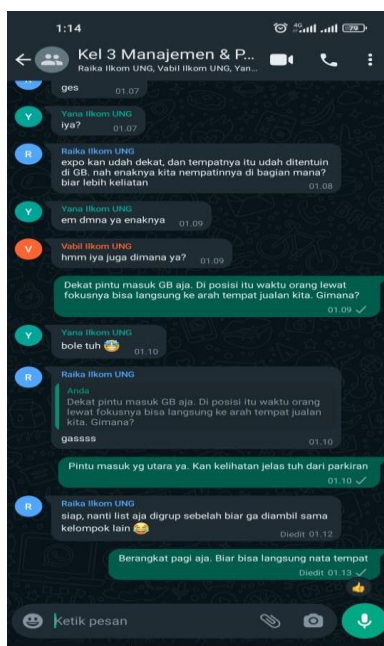 1:14
4G
79
Kel 3 Manajemen & P...
Raika Ilkom UNG, Vabil Ilkom UNG, Yan...
ges
01.07
Y
Yana Ilkom UNG
iya?
01.07
R
Raika Ilkom UNG
expo kan udah dekat, dan tempatnya itu udah ditentuin
di GB. nah enaknya kita nempatinnya di bagian mana?
biar lebih keliatan
01.08
Y
Yana Ilkom UNG
em dmna ya enaknya
01.09
V
Vabil Ilkom UNG
hmm iya juga dimana ya?
01.09
Dekat pintu masuk GB aja. Di posisi itu waktu orang lewat
fokusnya bisa langsung ke arah tempat jualan kita. Gimana?
01.09
Y
Yana Ilkom UNG
bole tuh
01.10
R
Raika Ilkom UNG
Anda
Dekat pintu masuk GB aja. Di posisi itu waktu orang
lewat fokusnya bisa langsung ke arah tempat jualan
kita. Gimana?
gassss
01.10
Pintu masuk yg utara ya. Kan kelihatan jelas tuh dari parkiran
01.10
R
Raika Ilkom UNG
siap, nanti list aja digrup sebelah biar ga diambil sama
kelompok lain
Diedit 01.12
Berangkat pagi aja. Biar bisa langsung nata tempat
Diedit 01.13
Ketik pesan